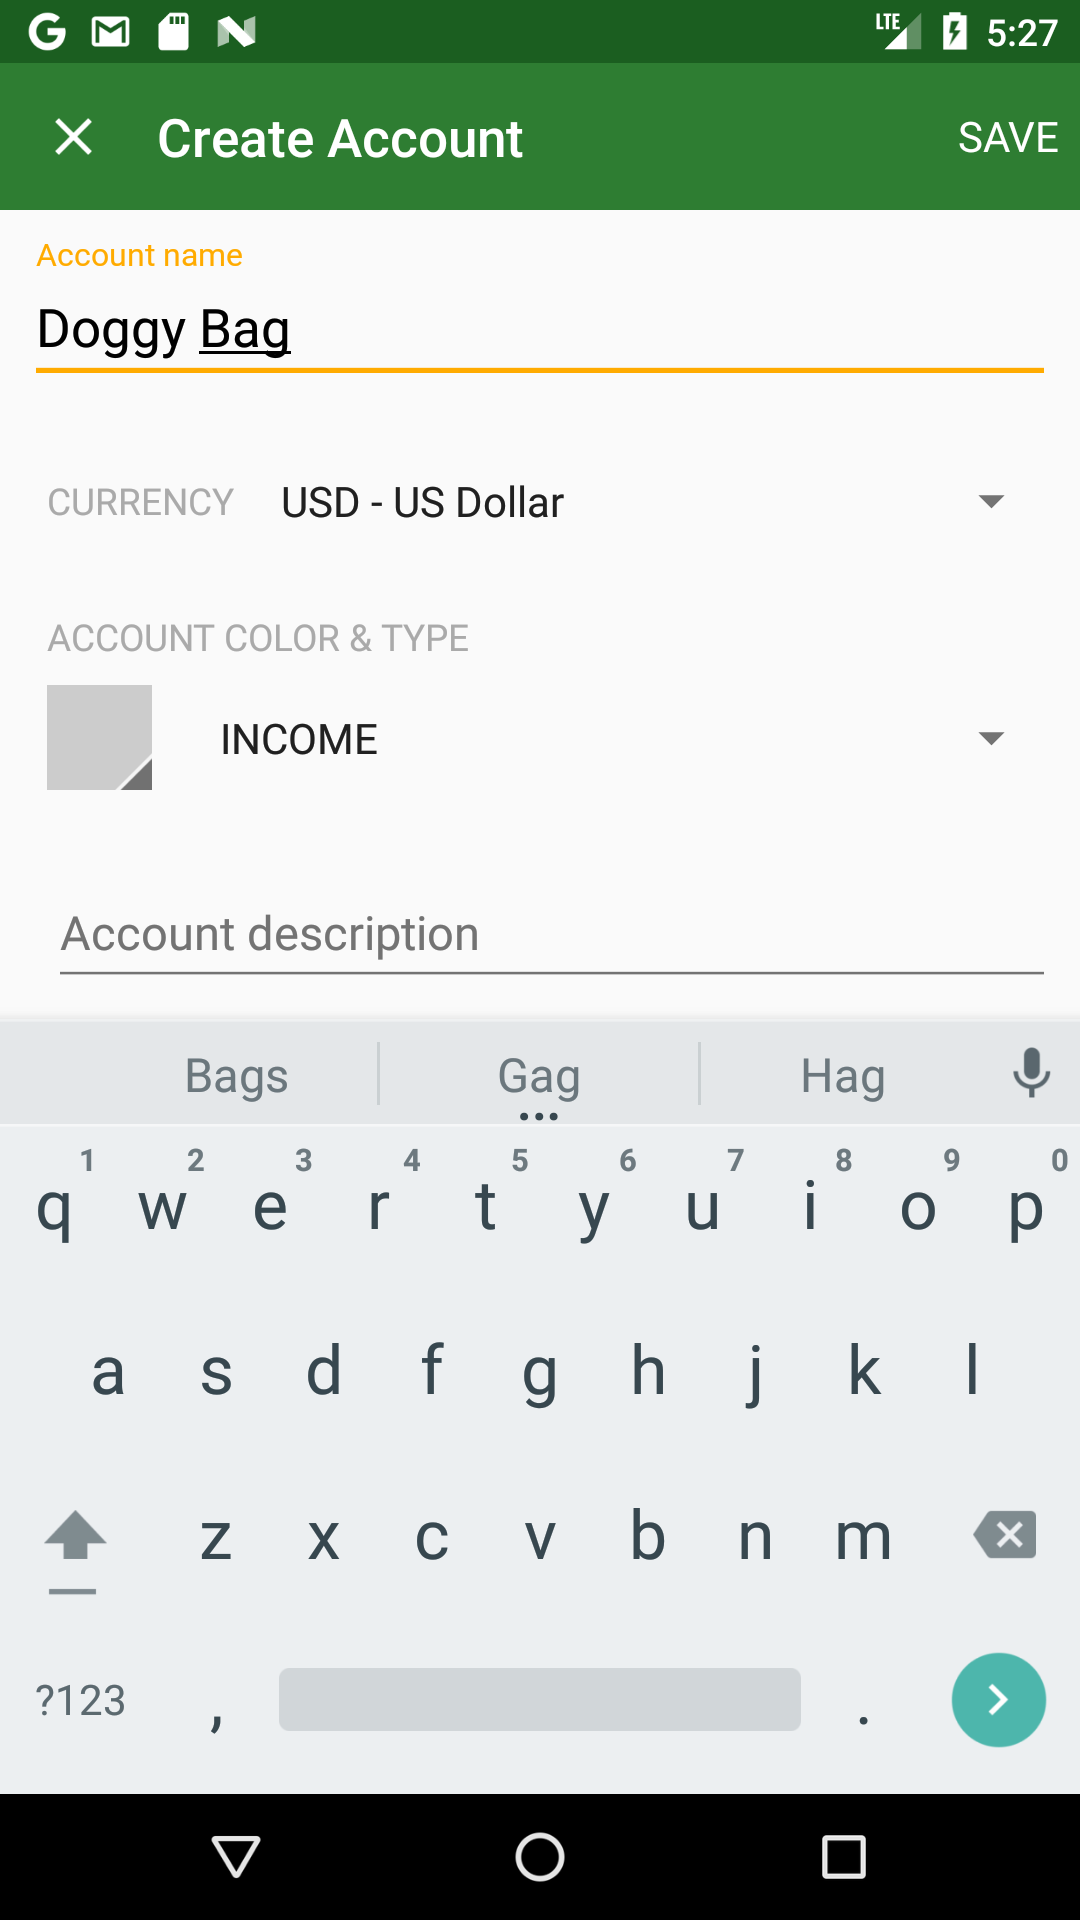 LTE 5:27
Create Account SAVE
Account name
Doggy Bag
CURRENCY USD - US Dollar
ACCOUNT COLOR & TYPE
INCOME
Account description
Bags Gag Hag
1 2 3 4 5 6 7 8 9 0
q w e r t y u i o p
a s d f g h j k l
z x c v b n m
?123 , .